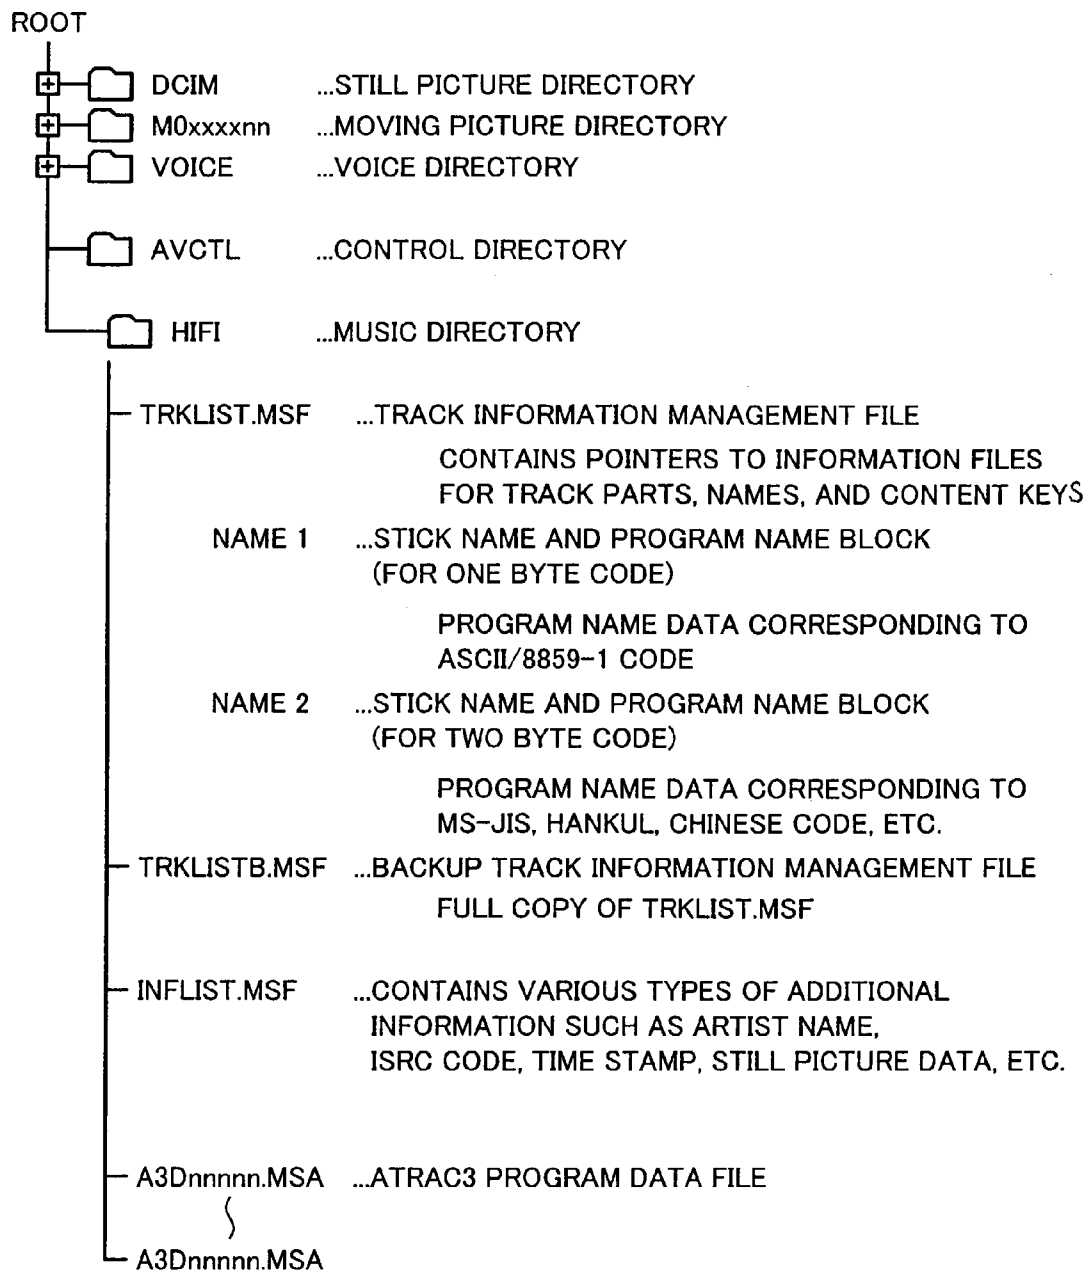 ROOT
DCIM ...STILL PICTURE DIRECTORY
M0xxxxnn ...MOVING PICTURE DIRECTORY
VOICE ...VOICE DIRECTORY
AVCTL ...CONTROL DIRECTORY
HIFI ...MUSIC DIRECTORY
TRKLIST.MSF ...TRACK INFORMATION MANAGEMENT FILE
CONTAINS POINTERS TO INFORMATION FILES
FOR TRACK PARTS, NAMES, AND CONTENT KEYS
NAME 1 ...STICK NAME AND PROGRAM NAME BLOCK
(FOR ONE BYTE CODE)
PROGRAM NAME DATA CORRESPONDING TO
ASCII/8859-1 CODE
NAME 2 ...STICK NAME AND PROGRAM NAME BLOCK
(FOR TWO BYTE CODE)
PROGRAM NAME DATA CORRESPONDING TO
MS-JIS, HANKUL, CHINESE CODE, ETC.
TRKLISTB.MSF ...BACKUP TRACK INFORMATION MANAGEMENT FILE
FULL COPY OF TRKLIST.MSF
INFLIST.MSF ...CONTAINS VARIOUS TYPES OF ADDITIONAL
INFORMATION SUCH AS ARTIST NAME,
ISRC CODE, TIME STAMP, STILL PICTURE DATA, ETC.
A3Dnnnnn.MSA ...ATRAC3 PROGRAM DATA FILE
A3Dnnnnn.MSA